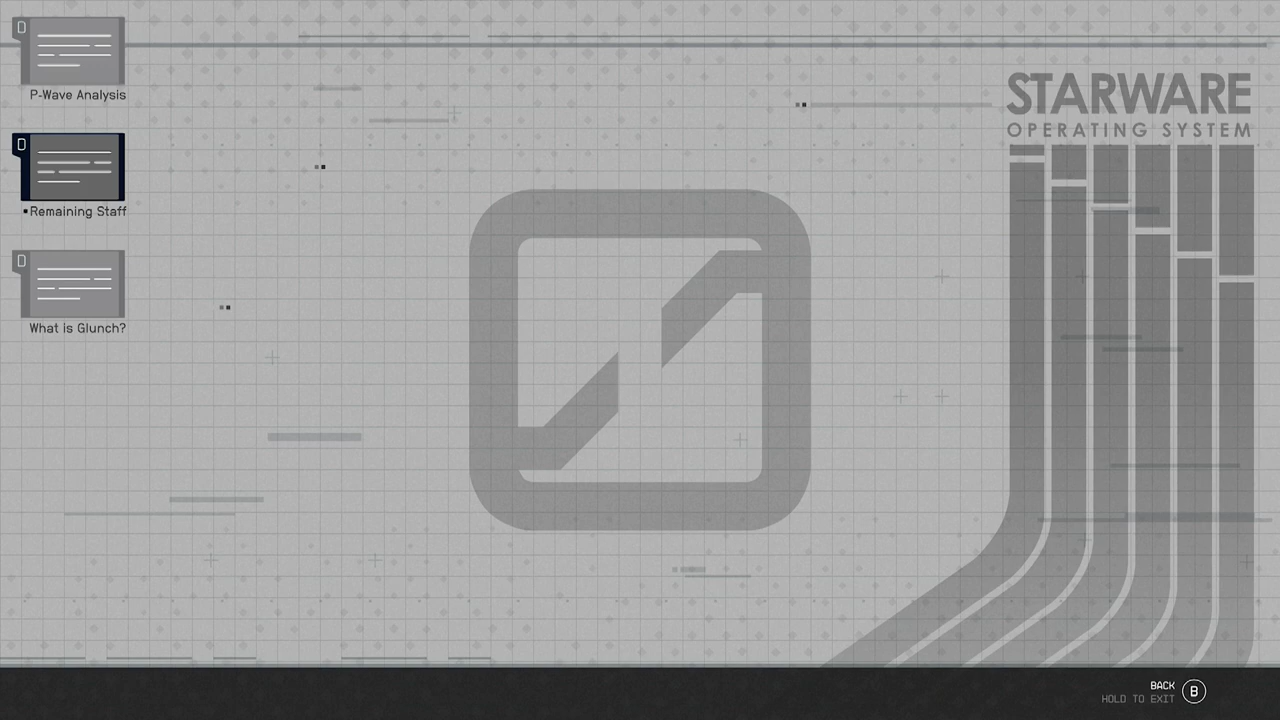 D
P-Wave Analysis
D
Remaining Staff
D
What is Glunch?
STARWARE
OPERATING SYSTEM
BACK
HOLD TO EXIT
B